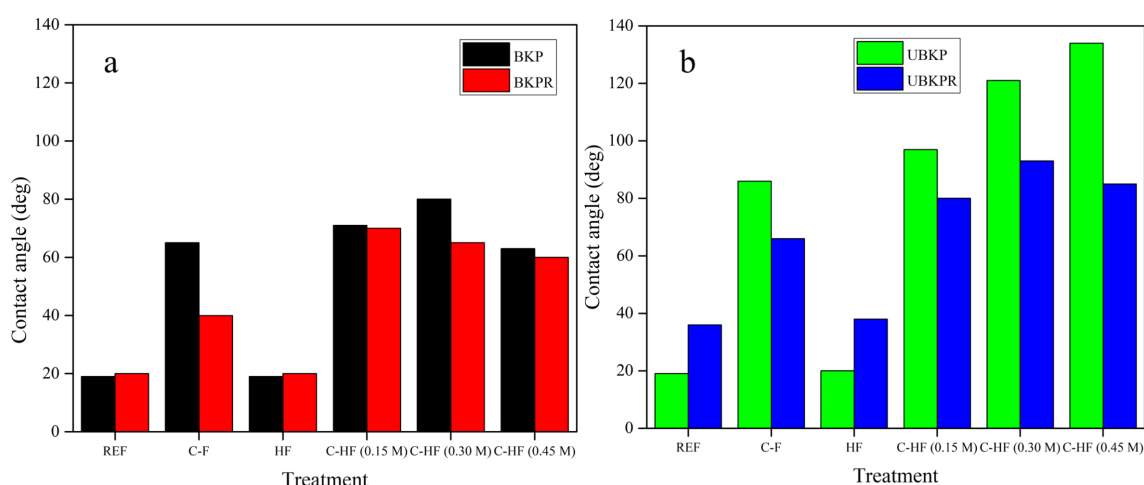 a
BKP
BKPR
140
120
100
80
60
40
20
0
Contact angle (deg)
REF
C-F
HF
C-HF (0.15 M)
C-HF (0.30 M)
C-HF (0.45 M)
Treatment
b
UBKP
UBKPR
140
120
100
80
60
40
20
0
Contact angle (deg)
REF
C-F
HF
C-HF (0.15 M)
C-HF (0.30 M)
C-HF (0.45 M)
Treatment